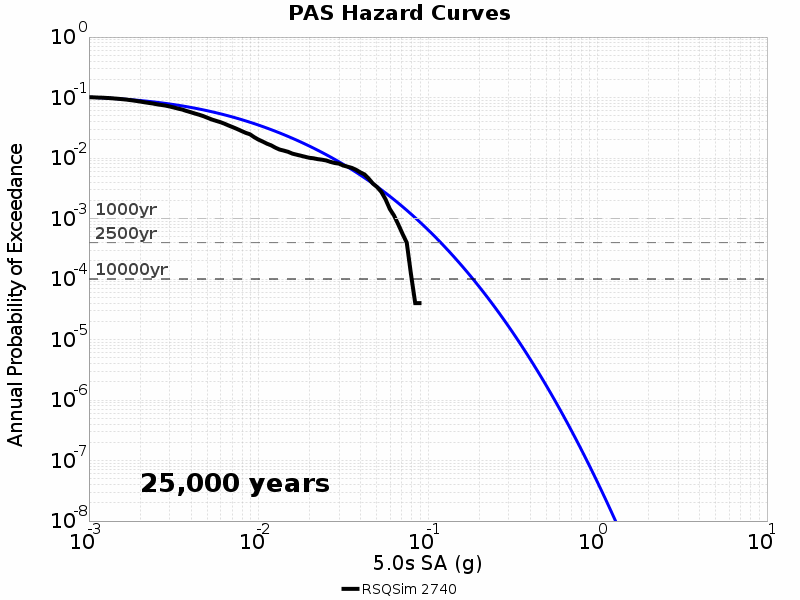 PAS Hazard Curves
Annual Probability of Exceedance
10^0
10^-1
10^-2
10^-3
10^-4
10^-5
10^-6
10^-7
10^-8
1000yr
2500yr
10000yr
25,000 years
10^-3 10^-2 10^-1 10^0 10^1
5.0s SA (g)
RSQSim 2740